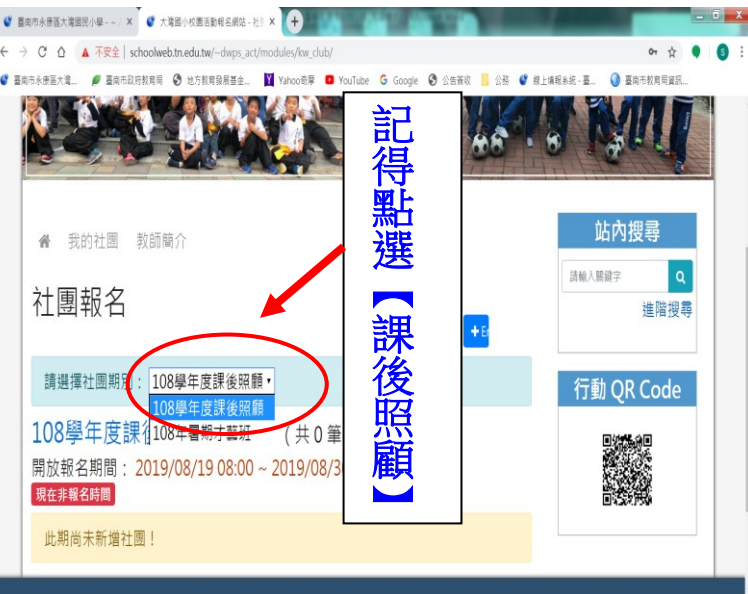 臺南市永康區大灣國民小學 - -
大灣國小校園活動報名網站 - 社
不安全 | schoolweb.tn.edu.tw/~dwps_act/modules/kw_club/
臺南市永康區大灣...
臺南市政府教育局
地方教育發展基金...
Yahoo奇摩
YouTube
Google
公告簽收
公務
線上填報系統 - 臺...
臺南市教育局資訊...
記得點選【課後照顧】
我的社團
教師簡介
社團報名
請選擇社團期別：
108學年度課後照顧
108學年度課後照顧
108年暑期才藝班
108學年度課
(共 0 筆
開放報名期間： 2019/08/19 08:00 ~ 2019/08/3
現在非報名時間
此期尚未新增社團！
站內搜尋
請輸入關鍵字
進階搜尋
行動 QR Code